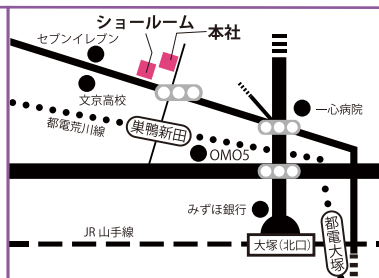 ショールーム
本社
セブンイレブン
文京高校
一心病院
都電荒川線
巣鴨新田
OMO5
みずほ銀行
都電大塚
JR山手線
大塚(北口)